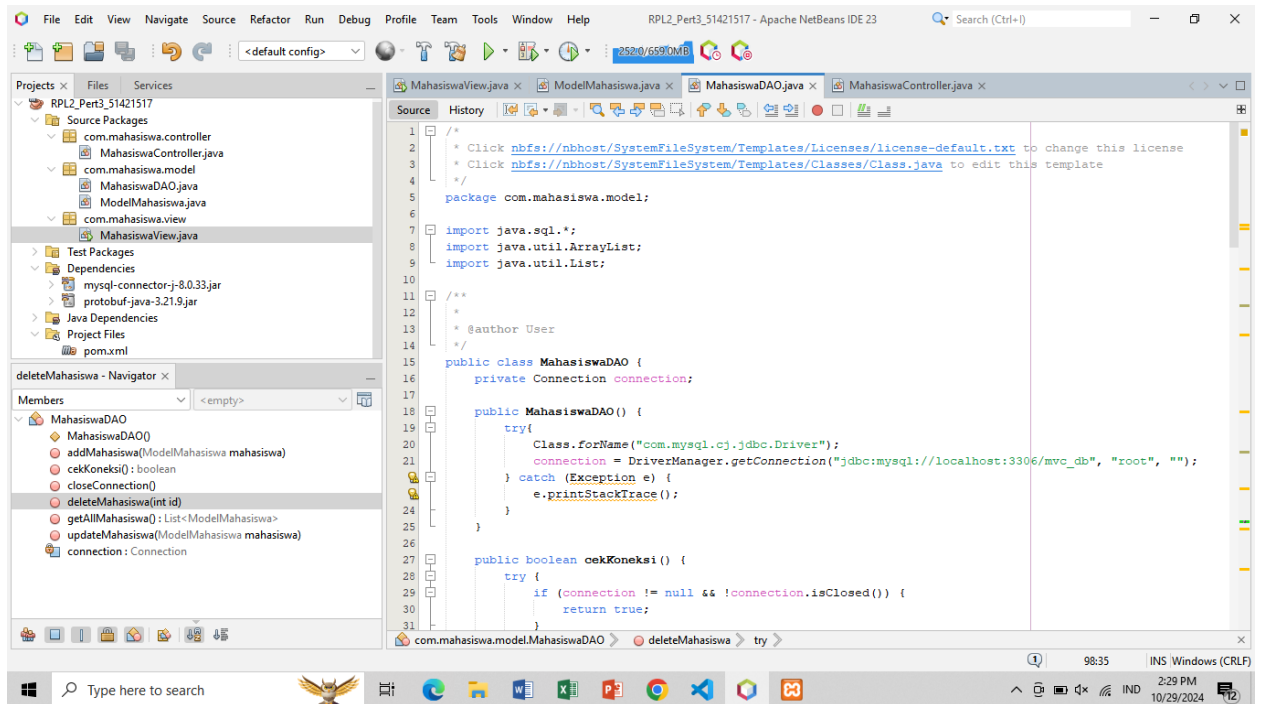 File Edit View Navigate Source Refactor Run Debug Profile Team Tools Window Help RPL2_Pert3_51421517 - Apache NetBeans IDE 23 Search (Ctrl+I)
<default config> 252.0/659.0MB
Projects Files Services
RPL2_Pert3_51421517
Source Packages
com.mahasiswa.controller
MahasiswaController.java
com.mahasiswa.model
MahasiswaDAO.java
ModelMahasiswa.java
com.mahasiswa.view
MahasiswaView.java
Test Packages
Dependencies
mysql-connector-j-8.0.33.jar
protobuf-java-3.21.9.jar
Java Dependencies
Project Files
pom.xml
deleteMahasiswa - Navigator
Members <empty>
MahasiswaDAO
MahasiswaDAO()
addMahasiswa(ModelMahasiswa mahasiswa)
cekKoneksi() : boolean
closeConnection()
deleteMahasiswa(int id)
getAllMahasiswa() : List<ModelMahasiswa>
updateMahasiswa(ModelMahasiswa mahasiswa)
connection : Connection
MahasiswaView.java ModelMahasiswa.java MahasiswaDAO.java MahasiswaController.java
Source History
1 /*
2 * Click nbfs://nbhost/SystemFileSystem/Templates/Licenses/license-default.txt to change this license
3 * Click nbfs://nbhost/SystemFileSystem/Templates/Classes/Class.java to edit this template
4 */
5 package com.mahasiswa.model;
6
7 import java.sql.*;
8 import java.util.ArrayList;
9 import java.util.List;
10
11 /**
12 *
13 * @author User
14 */
15 public class MahasiswaDAO {
16 private Connection connection;
17
18 public MahasiswaDAO() {
19 try{
20 Class.forName("com.mysql.cj.jdbc.Driver");
21 connection = DriverManager.getConnection("jdbc:mysql://localhost:3306/mvc_db", "root", "");
} catch (Exception e) {
e.printStackTrace();
24 }
25 }
26
27 public boolean cekKoneksi() {
28 try {
29 if (connection != null && !connection.isClosed()) {
30 return true;
31 }
com.mahasiswa.model.MahasiswaDAO deleteMahasiswa try
1 98:35 INS Windows (CRLF)
Type here to search
IND 2:29 PM
10/29/2024
12